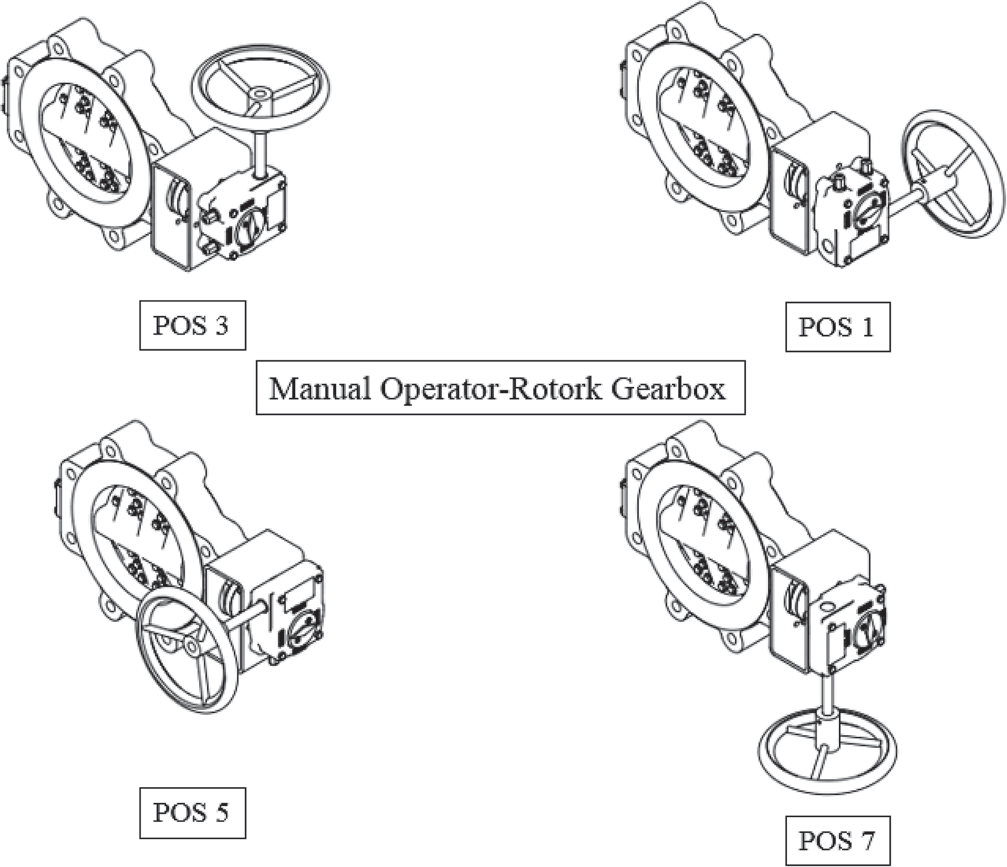 POS 3
POS 1
Manual Operator-Rotork Gearbox
POS 5
POS 7